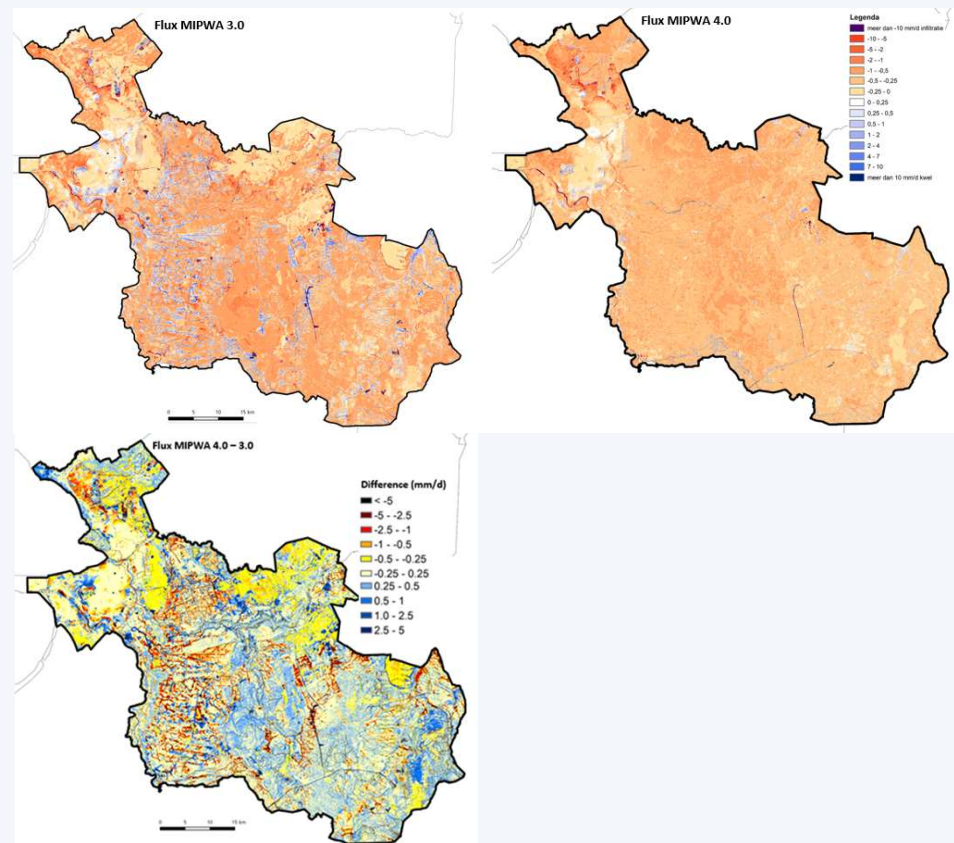 Flux MIPWA 3.0
0 5 10 15 km
Flux MIPWA 4.0
Legenda
meer dan -10 mm/d infiltratie
-10 - -5
-5 - -2
-2 - -1
-1 - -0,5
-0,5 - -0,25
-0,25 - 0
0 - 0,25
0,25 - 0,5
0,5 - 1
1 - 2
2 - 4
4 - 7
7 - 10
meer dan 10 mm/d kwel
Flux MIPWA 4.0 – 3.0
Difference (mm/d)
< -5
-5 - -2.5
-2.5 - -1
-1 - -0.5
-0.5 - -0.25
-0.25 - 0.25
0.25 - 0.5
0.5 - 1
1.0 - 2.5
2.5 - 5
0 5 10 15 km